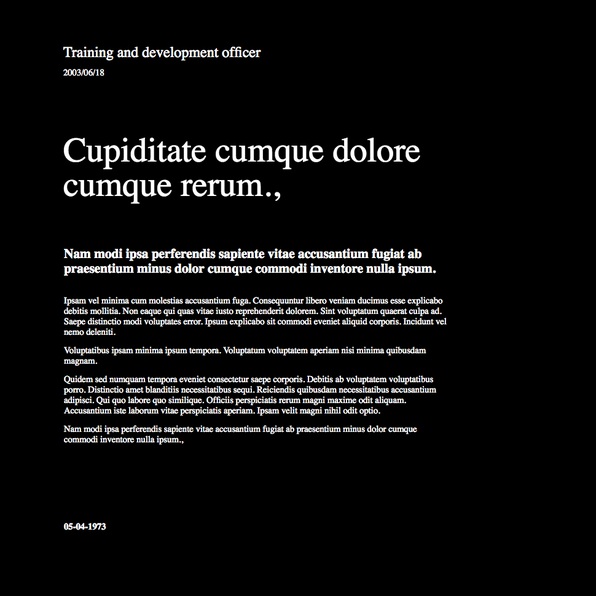 Training and development officer
2003/06/18
Cupiditate cumque dolore
cumque rerum.,
Nam modi ipsa perferendis sapiente vitae accusantium fugiat ab
praesentium minus dolor cumque commodi inventore nulla ipsum.
Ipsam vel minima cum molestias accusantium fuga. Consequuntur libero veniam ducimus esse explicabo
debitis mollitia. Non eaque qui quas vitae iusto reprehenderit dolorem. Sint voluptatum quaerat culpa ad.
Saepe distinctio modi voluptates error. Ipsum explicabo sit commodi eveniet aliquid corporis. Incidunt vel
nemo deleniti.
Voluptatibus ipsam minima ipsum tempora. Voluptatum voluptatem aperiam nisi minima quibusdam
magnam.
Quidem sed numquam tempora eveniet consectetur saepe corporis. Debitis ab voluptatem voluptatibus
porro. Distinctio amet blanditiis necessitatibus sequi. Reiciendis quibusdam necessitatibus accusantium
adipisci. Qui quo labore quo similique. Officiis perspiciatis rerum magni maxime odit aliquam.
Accusantium iste laborum vitae perspiciatis aperiam. Ipsam velit magni nihil odit optio.
Nam modi ipsa perferendis sapiente vitae accusantium fugiat ab praesentium minus dolor cumque
commodi inventore nulla ipsum.,
05-04-1973